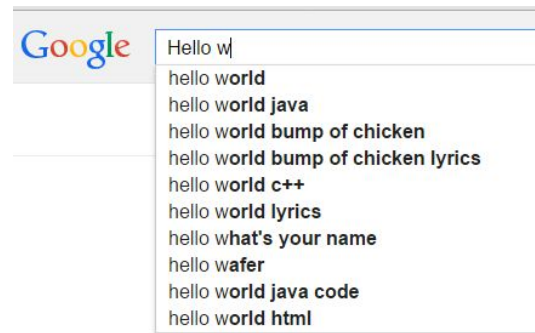 Google
Hello w
hello world
hello world java
hello world bump of chicken
hello world bump of chicken lyrics
hello world c++
hello world lyrics
hello what's your name
hello wafer
hello world java code
hello world html